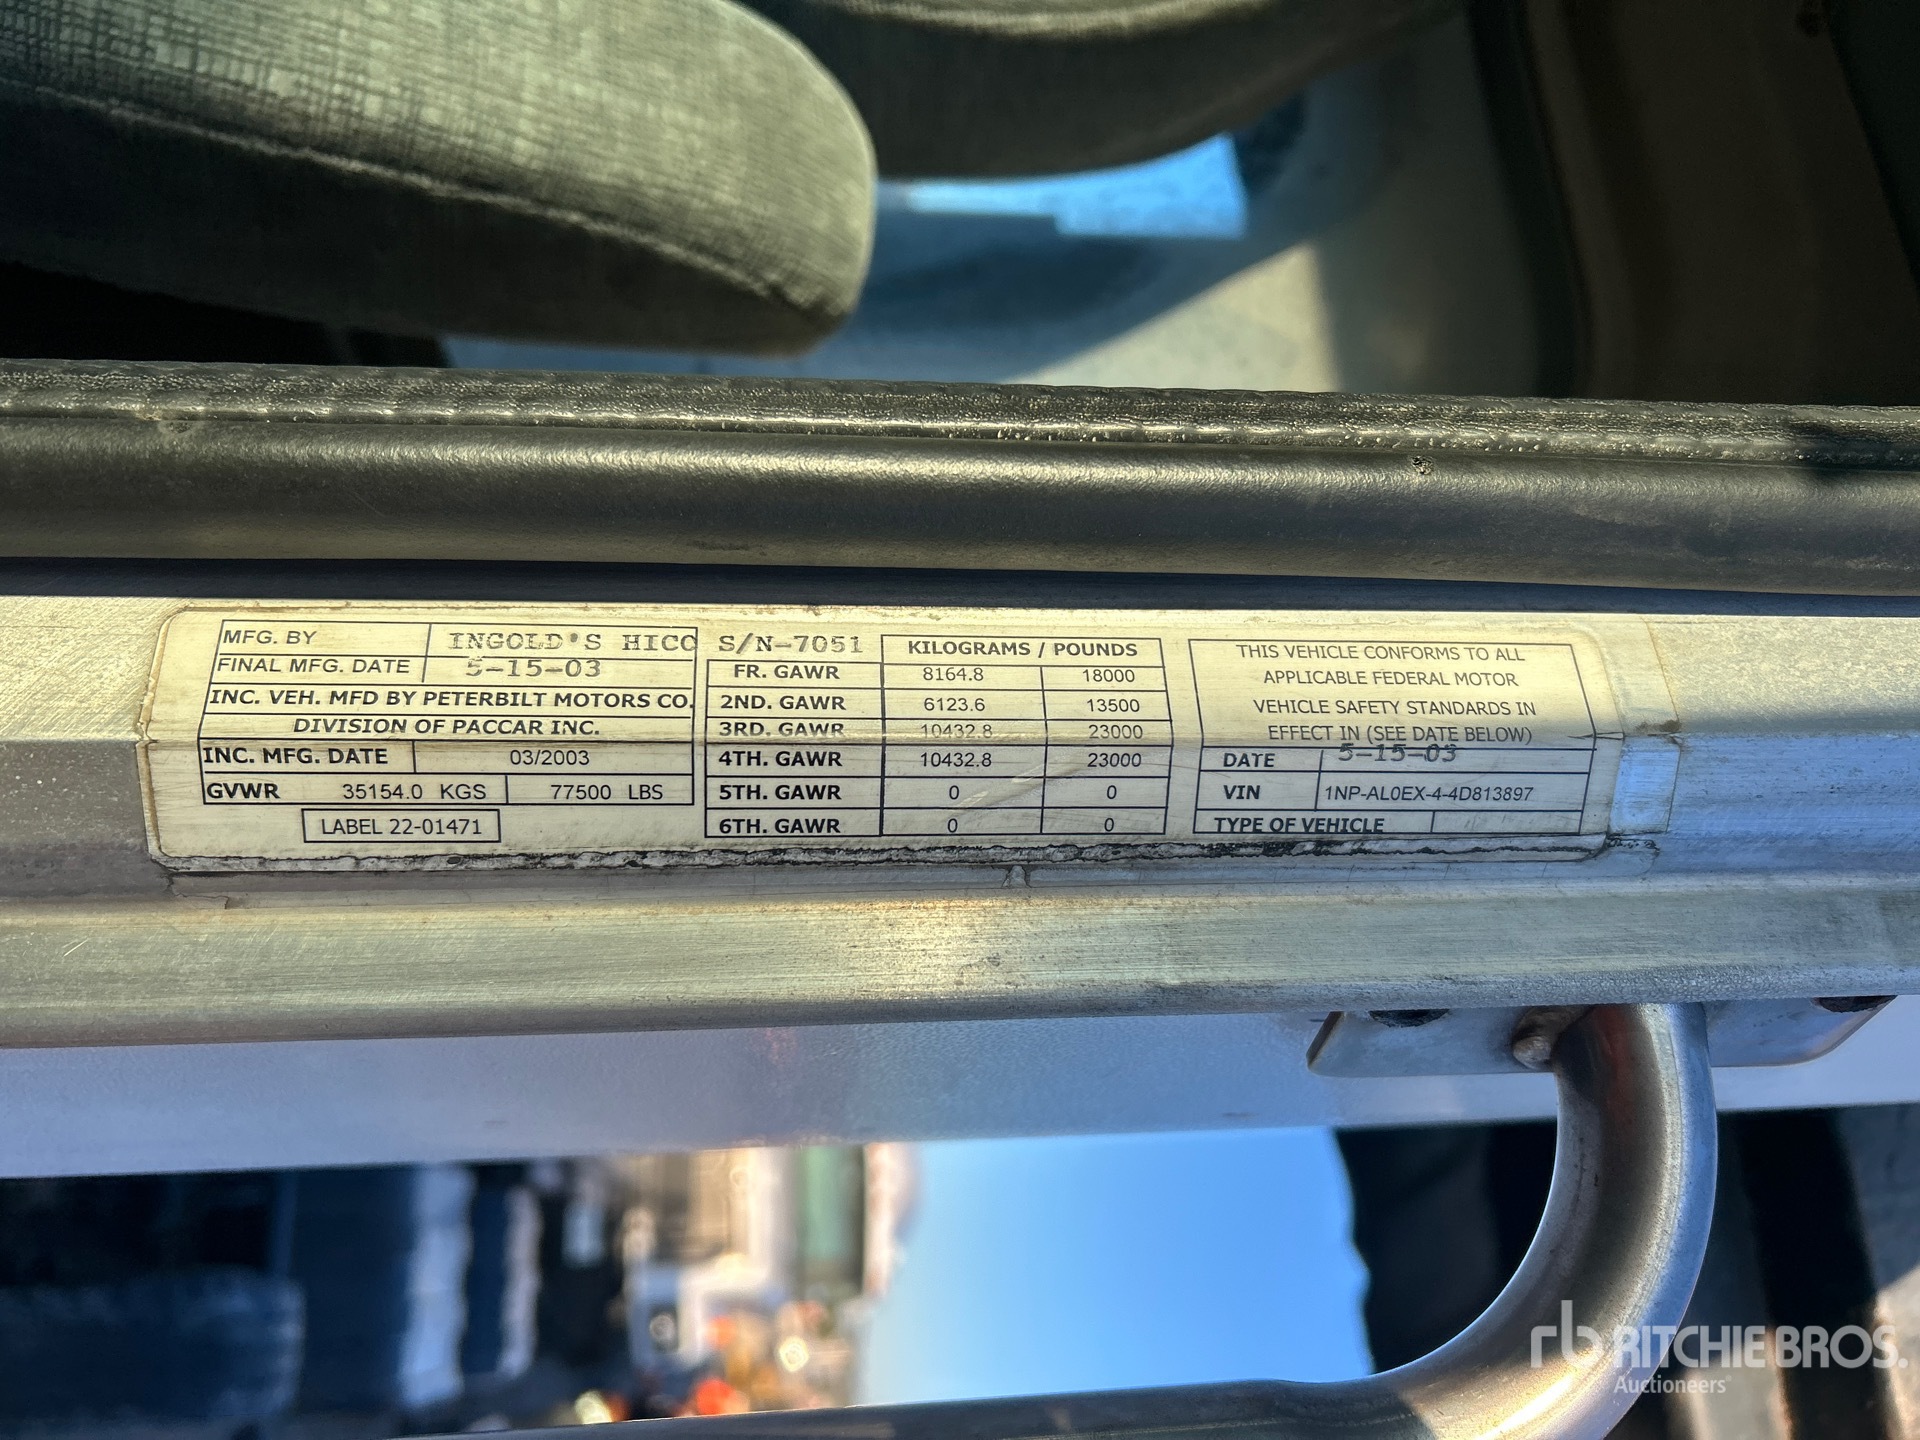 MFG. BY INGOLD'S HICO S/N-7051
FINAL MFG. DATE 5-15-03
INC. VEH. MFD BY PETERBILT MOTORS CO.
DIVISION OF PACCAR INC.
INC. MFG. DATE 03/2003
GVWR 35154.0 KGS 77500 LBS
LABEL 22-01471
KILOGRAMS / POUNDS
FR. GAWR 8164.8 18000
2ND. GAWR 6123.6 13500
3RD. GAWR 10432.8 23000
4TH. GAWR 10432.8 23000
5TH. GAWR 0 0
6TH. GAWR 0 0
THIS VEHICLE CONFORMS TO ALL
APPLICABLE FEDERAL MOTOR
VEHICLE SAFETY STANDARDS IN
EFFECT IN (SEE DATE BELOW)
DATE 5-15-03
VIN 1NP-AL0EX-4-4D813897
TYPE OF VEHICLE
rb RITCHIE BROS.
Auctioneers